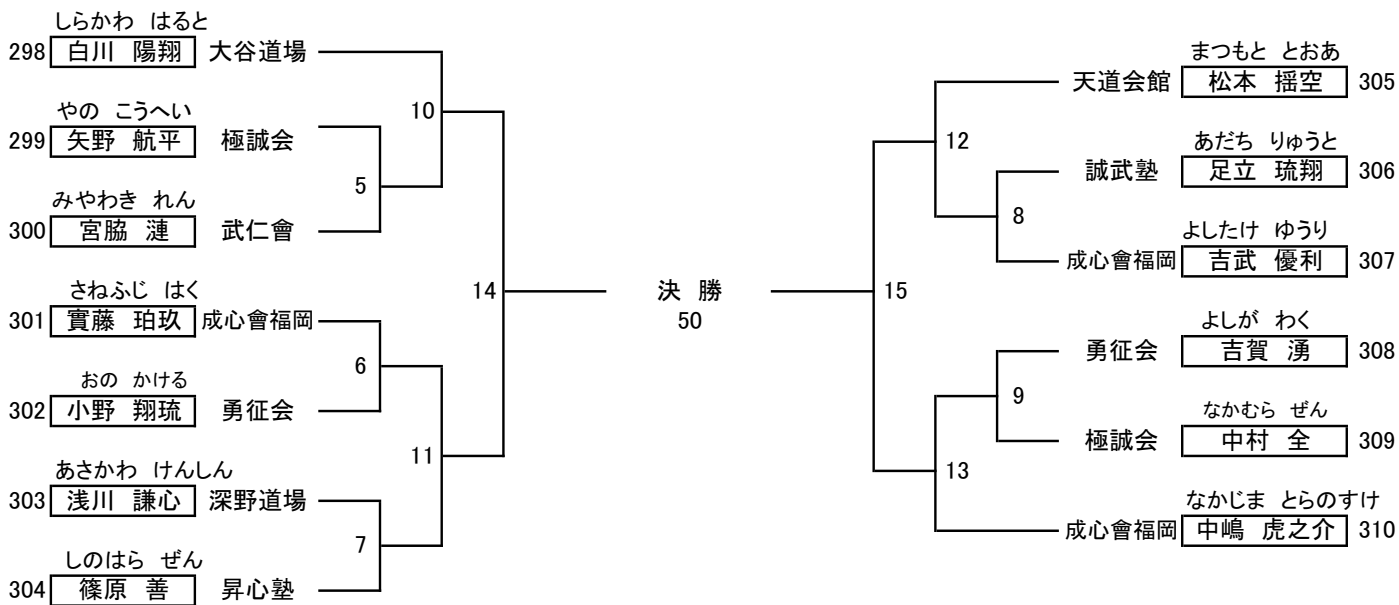 しらかわ はると
298 白川 陽翔 大谷道場
やの こうへい
299 矢野 航平 極誠会
みやわき れん
300 宮脇 漣 武仁會
さねふじ はく
301 實藤 珀玖 成心會福岡
おの かける
302 小野 翔琉 勇征会
あさかわ けんしん
303 浅川 謙心 深野道場
しのはら ぜん
304 篠原 善 昇心塾
10
5
6
7
11
14
決 勝
50
15
12
8
9
13
まつもと とおあ
天道会館 松本 揺空 305
あだち りゅうと
誠武塾 足立 琉翔 306
よしたけ ゆうり
成心會福岡 吉武 優利 307
よしが わく
勇征会 吉賀 湧 308
なかむら ぜん
極誠会 中村 全 309
なかじま とらのすけ
成心會福岡 中嶋 虎之介 310